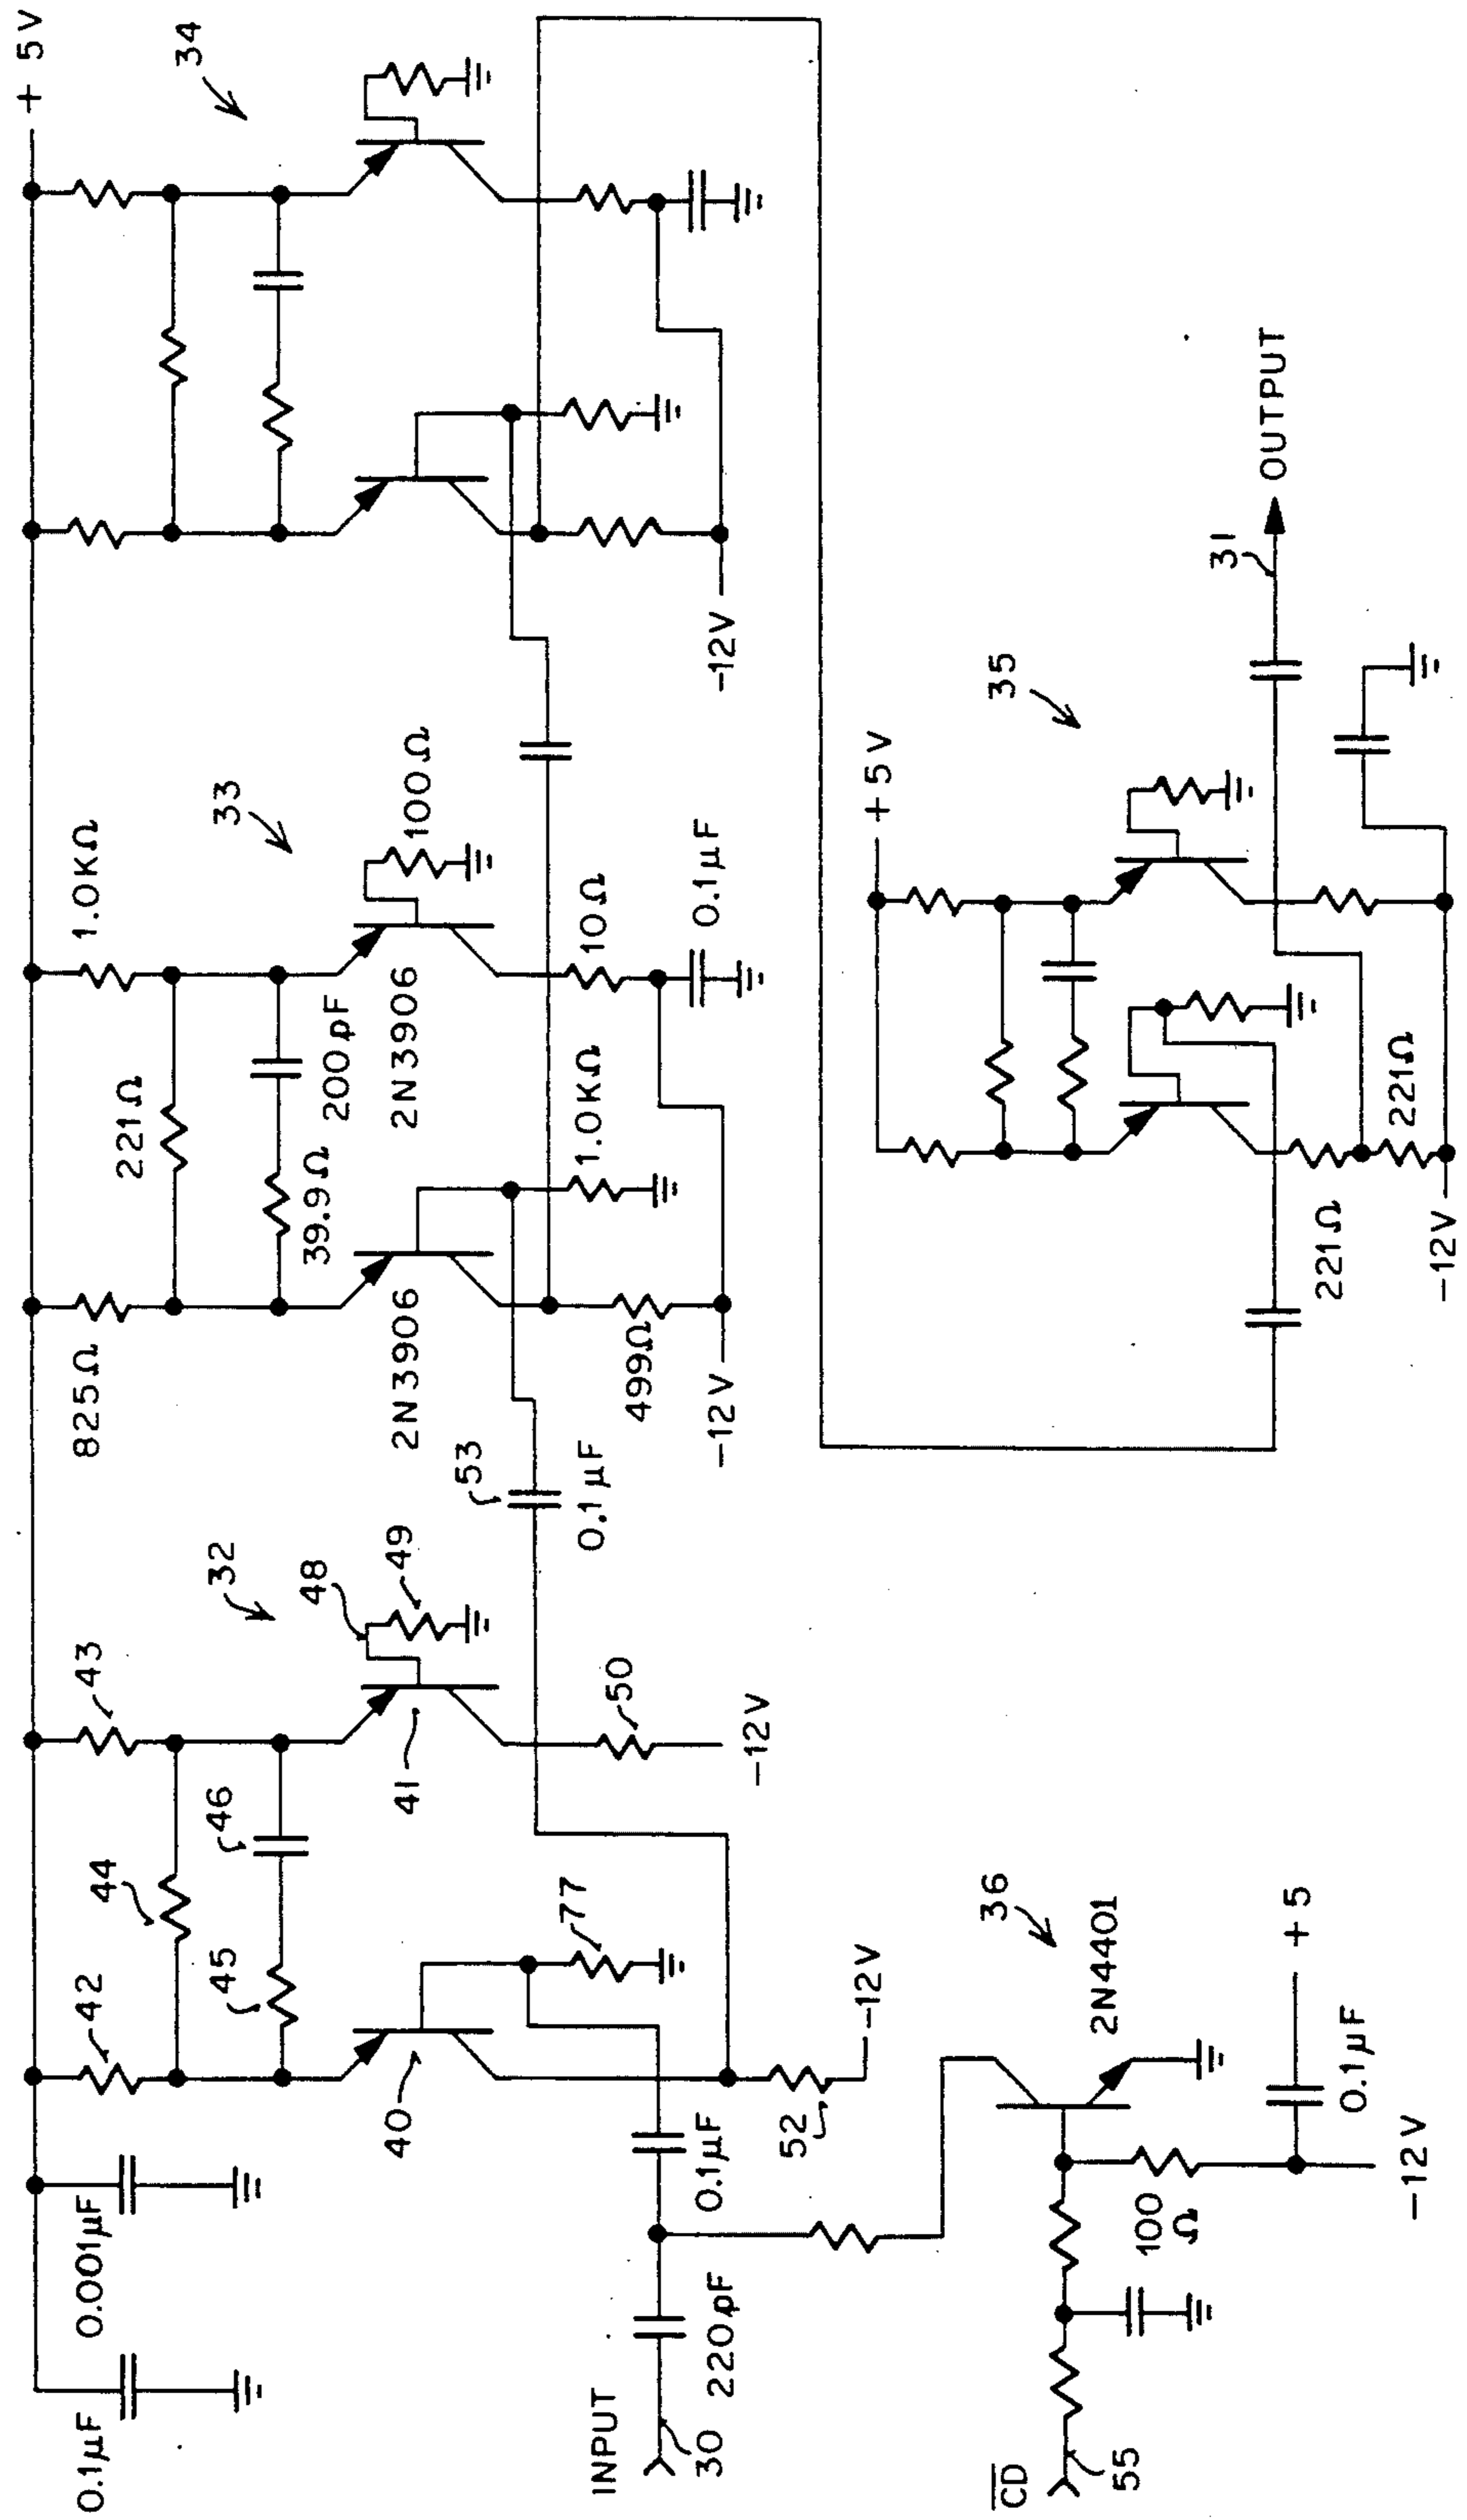 + 5V
34
-12V
1.0KΩ
33
100Ω
221Ω
200pF
39.9Ω
2N3906
10Ω
0.1µF
825Ω
2N3906
1.0KΩ
499Ω
-12V
53
0.1µF
43
32
48
49
44
46
41
50
-12V
42
45
77
40
52
-12V
0.001µF
0.1µF
0.1µF
INPUT
30
220pF
36
2N4401
+5
0.1µF
100
Ω
-12V
CD
55
35
+5V
31
OUTPUT
221Ω
221Ω
-12V